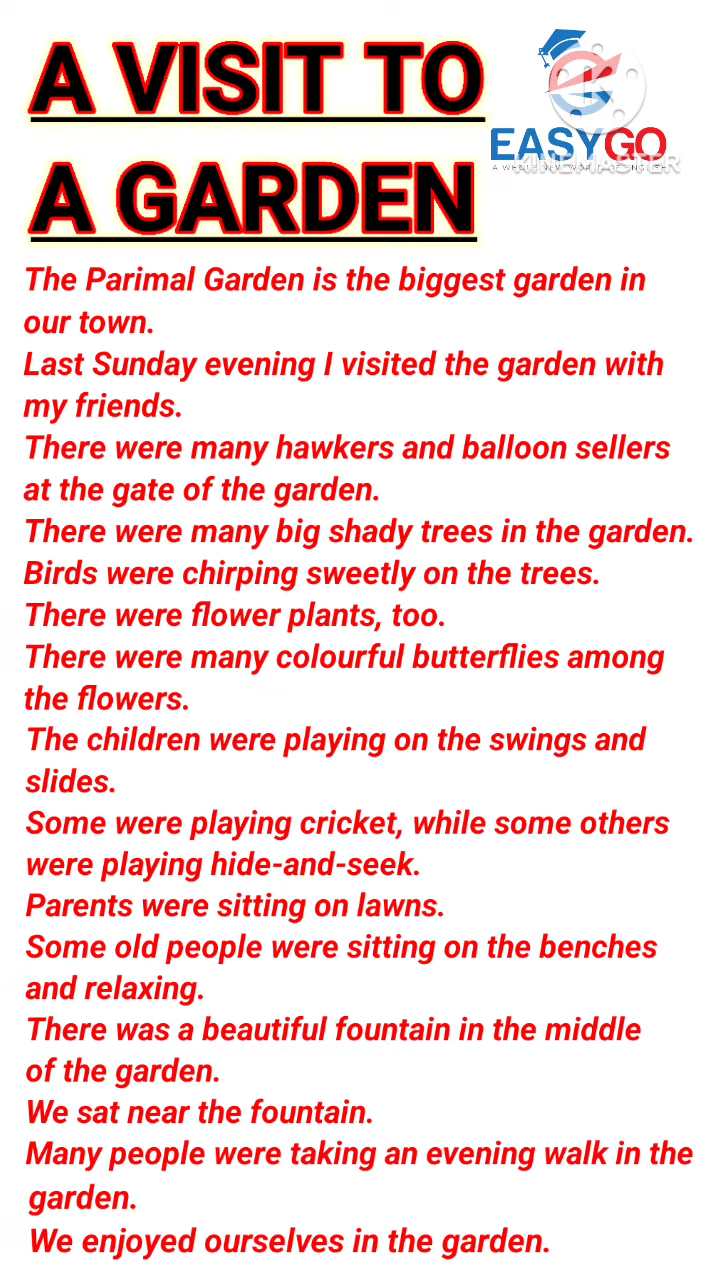 A VISIT TO
A GARDEN
EASYGO
A WHOLE NEW WORLD OF ENGLISH
KINEMASTER
The Parimal Garden is the biggest garden in
our town.
Last Sunday evening I visited the garden with
my friends.
There were many hawkers and balloon sellers
at the gate of the garden.
There were many big shady trees in the garden.
Birds were chirping sweetly on the trees.
There were flower plants, too.
There were many colourful butterflies among
the flowers.
The children were playing on the swings and
slides.
Some were playing cricket, while some others
were playing hide-and-seek.
Parents were sitting on lawns.
Some old people were sitting on the benches
and relaxing.
There was a beautiful fountain in the middle
of the garden.
We sat near the fountain.
Many people were taking an evening walk in the
garden.
We enjoyed ourselves in the garden.